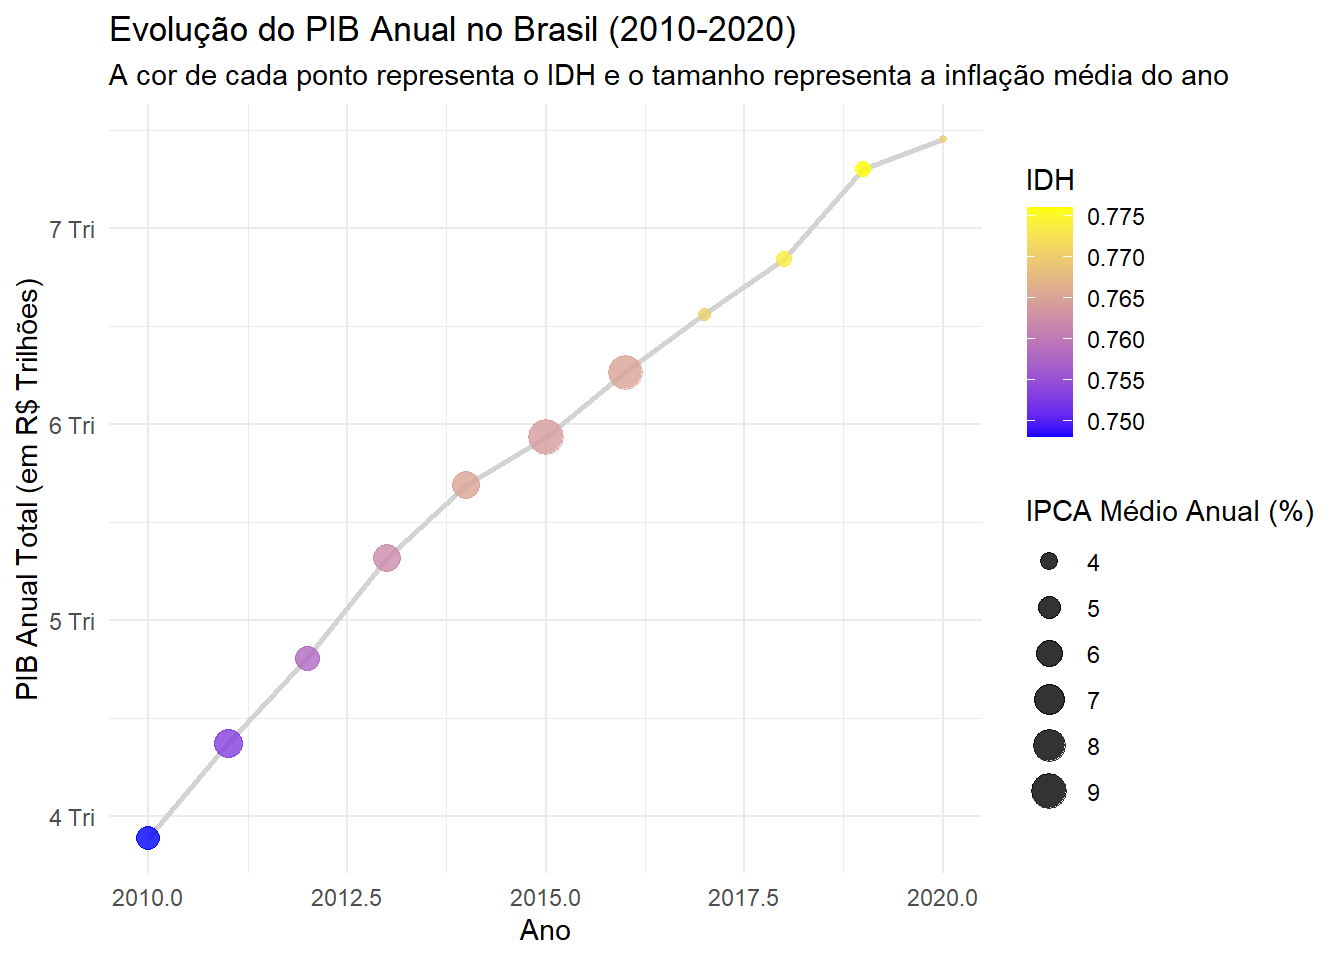 Evolução do PIB Anual no Brasil (2010-2020)
A cor de cada ponto representa o IDH e o tamanho representa a inflação média do ano
PIB Anual Total (em R$ Trilhões)
7 Tri
6 Tri
5 Tri
4 Tri
2010.0
2012.5
2015.0
2017.5
2020.0
Ano
IDH
0.775
0.770
0.765
0.760
0.755
0.750
IPCA Médio Anual (%)
4
5
6
7
8
9